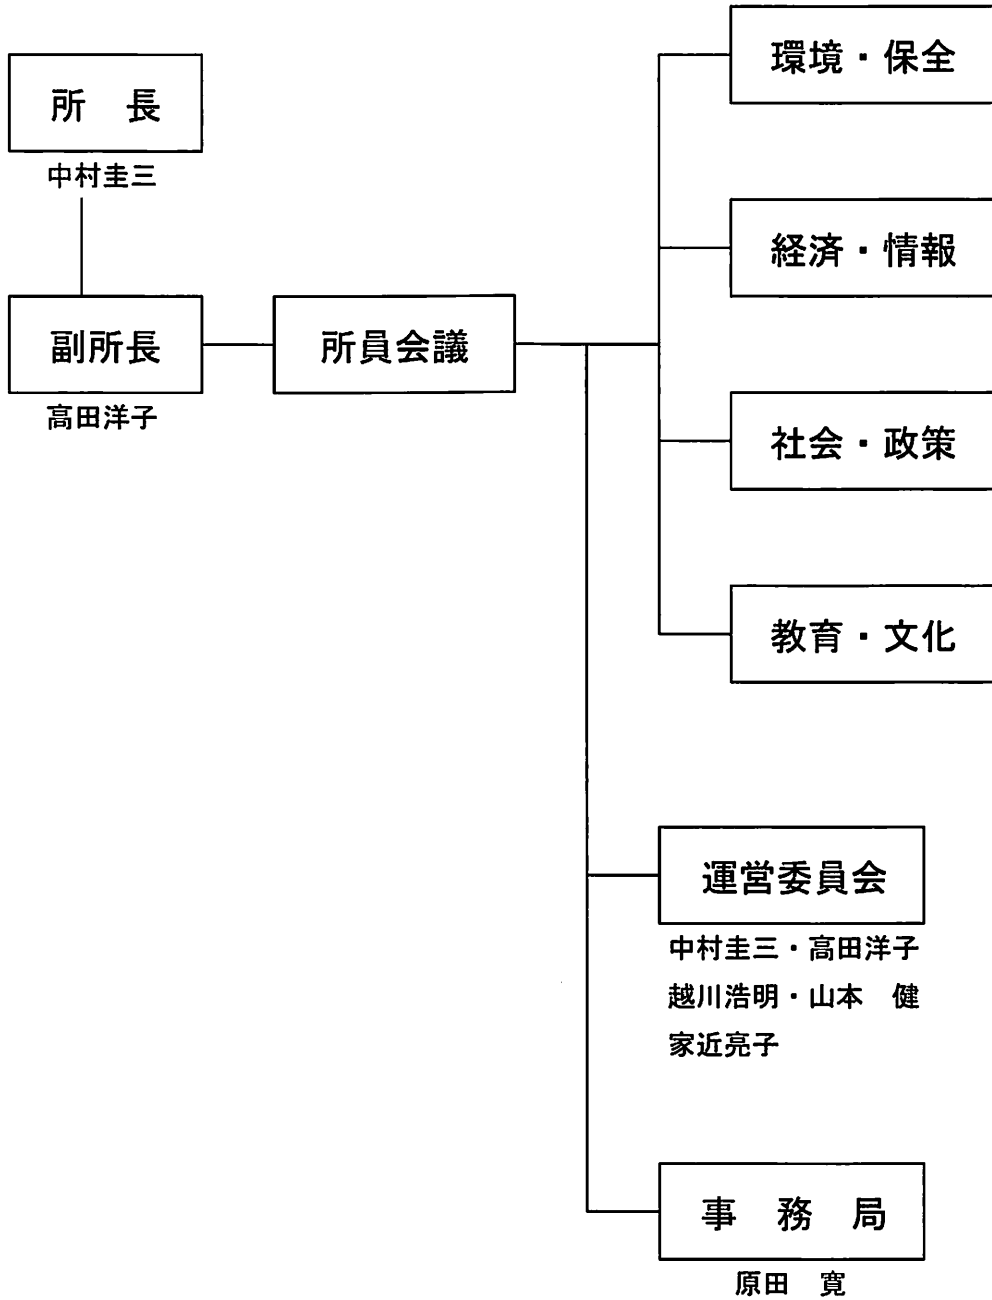 所　長
中村圭三
副所長
高田洋子
所員会議
環境・保全
経済・情報
社会・政策
教育・文化
運営委員会
中村圭三・高田洋子
越川浩明・山本　健
家近亮子
事　務　局
原田　寛